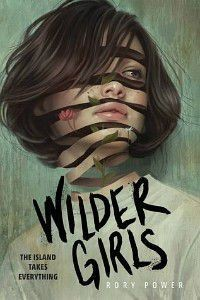 WILDER
THE ISLAND
TAKES
EVERYTHING
GIRLS
RORY POWER